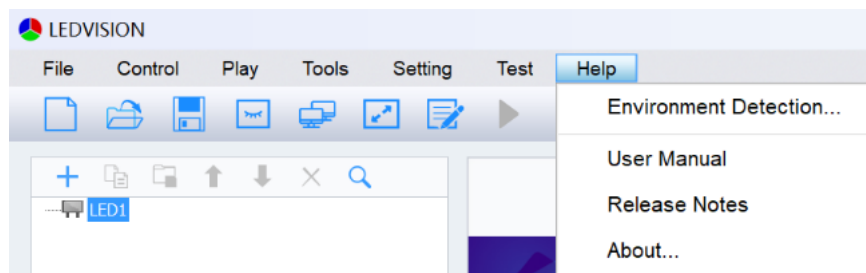 LEDVISION
File Control Play Tools Setting Test Help
Environment Detection...
User Manual
LED1
Release Notes
About...